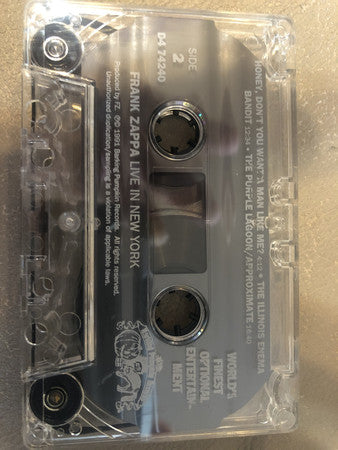 HONEY, DON'T YOU WANT A MAN LIKE ME? 4:12 • THE ILLINOIS ENEMA
BANDIT 12:34 • THE PURPLE LAGOON/APPROXIMATE 16:40
SIDE
2
D4 74240
WORLD'S
FINEST
OPTIONAL
ENTERTAIN-
MENT
FRANK ZAPPA LIVE IN NEW YORK
Produced by FZ. ℗© 1991 Barking Pumpkin Records. All rights reserved.
Unauthorized duplication/sampling is a violation of applicable laws.